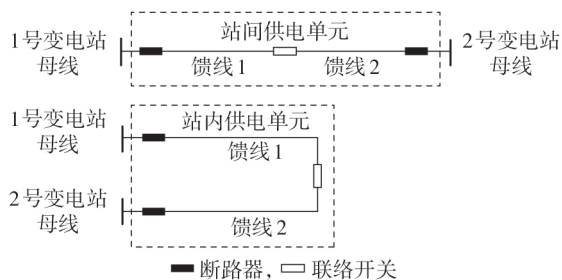 1号变电站
母线
站间供电单元
馈线1
馈线2
2号变电站
母线
1号变电站
母线
站内供电单元
馈线1
2号变电站
母线
馈线2
断路器, 联络开关